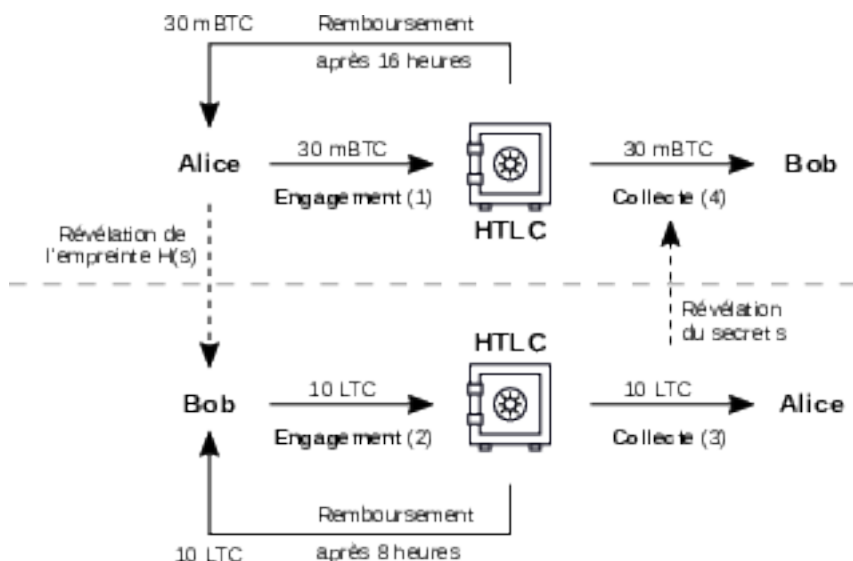 30 mBTC Remboursement
après 16 heures
Alice 30 mBTC 30 mBTC Bob
Engagement (1) Collecte (4)
HTLC
Révélation de
l'empreinte H(s)
Révélation
du secret s
HTLC
Bob 10 LTC 10 LTC Alice
Engagement (2) Collecte (3)
Remboursement
10 LTC après 8 heures